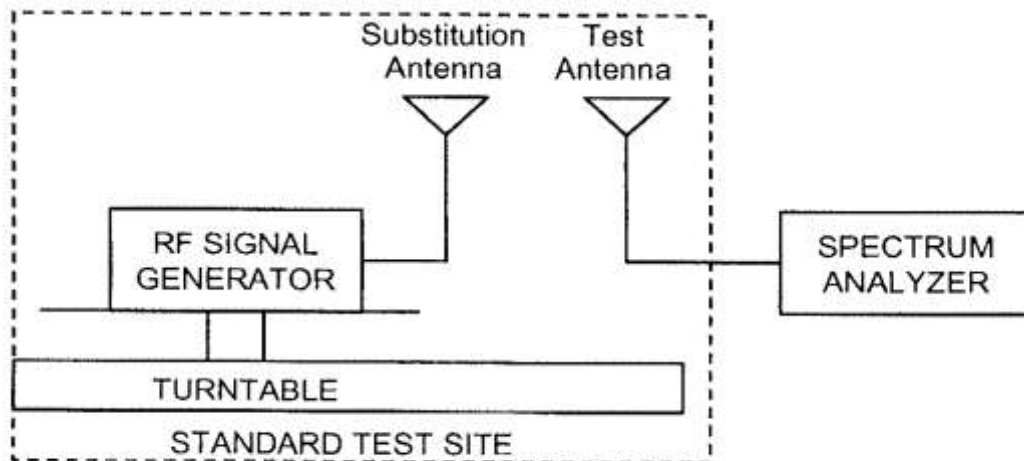 Substitution
Antenna
Test
Antenna
RF SIGNAL
GENERATOR
SPECTRUM
ANALYZER
TURNTABLE
STANDARD TEST SITE